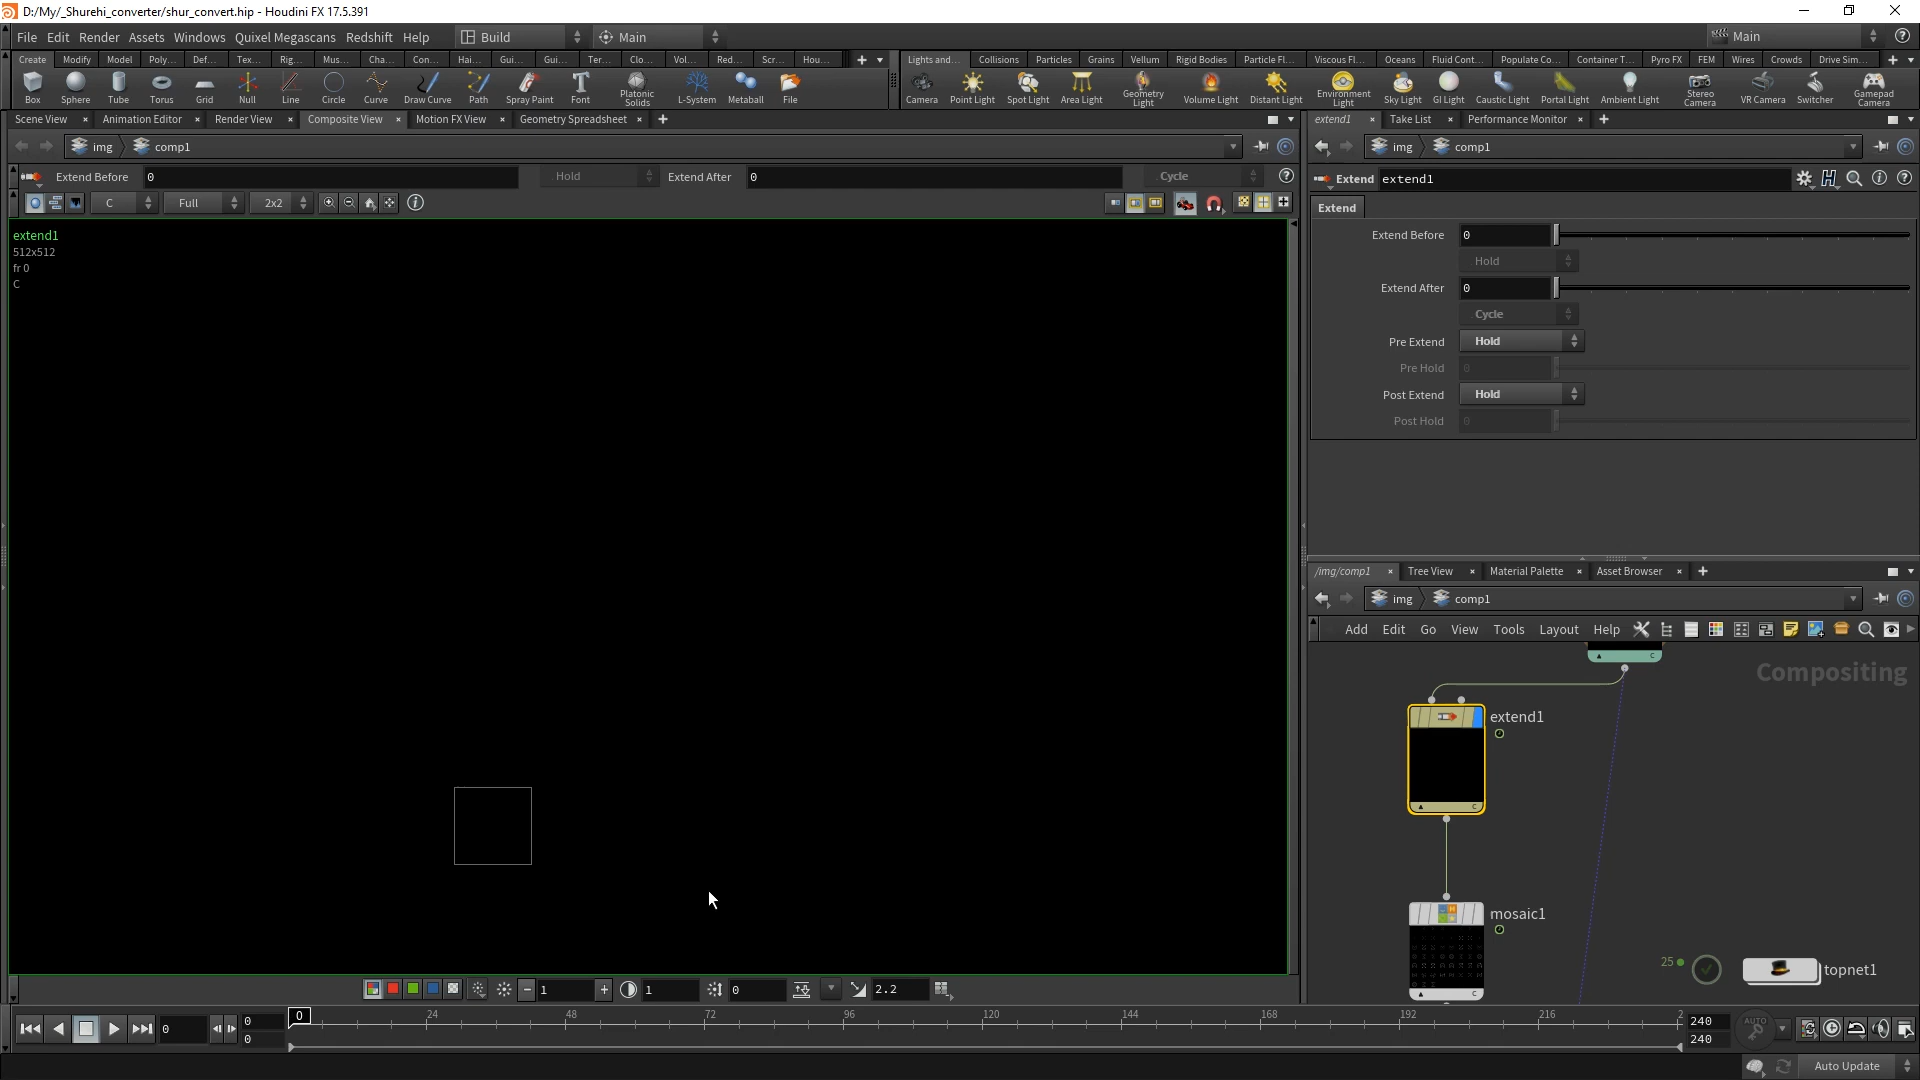 D:/My/_Shurehi_converter/shur_convert.hip - Houdini FX 17.5.391
File Edit Render Assets Windows Quixel Megascans Redshift Help Build Main Main
Create Modify Model Poly... Def... Tex... Rig... Mus... Cha... Con... Hai... Gui... Gui... Ter... Clo... Vol... Red... Scr... Hou...
Lights and... Collisions Particles Grains Vellum Rigid Bodies Particle Fl... Viscous Fl... Oceans Fluid Cont... Populate Co... Container T... Pyro FX FEM Wires Crowds Drive Sim...
Box Sphere Tube Torus Grid Null Line Circle Curve Draw Curve Path Spray Paint Font Platonic Solids L-System Metaball File
Camera Point Light Spot Light Area Light Geometry Light Volume Light Distant Light Environment Light Sky Light GI Light Caustic Light Portal Light Ambient Light Stereo Camera VR Camera Switcher Gamepad Camera
Scene View Animation Editor Render View Composite View Motion FX View Geometry Spreadsheet
img comp1
Extend Before 0 Hold Extend After 0 Cycle
C Full 2x2
extend1
512x512
fr 0
C
1 1 0 2.2
extend1 Take List Performance Monitor
img comp1
Extend extend1
Extend
Extend Before 0
Hold
Extend After 0
Cycle
Pre Extend Hold
Pre Hold 0
Post Extend Hold
Post Hold 0
/img/comp1 Tree View Material Palette Asset Browser
img comp1
Add Edit Go View Tools Layout Help
C
Compositing
extend1
C
mosaic1
C
25
topnet1
0 0 0
0 24 48 72 96 120 144 168 192 216 2
240
240
AUTO
Auto Update